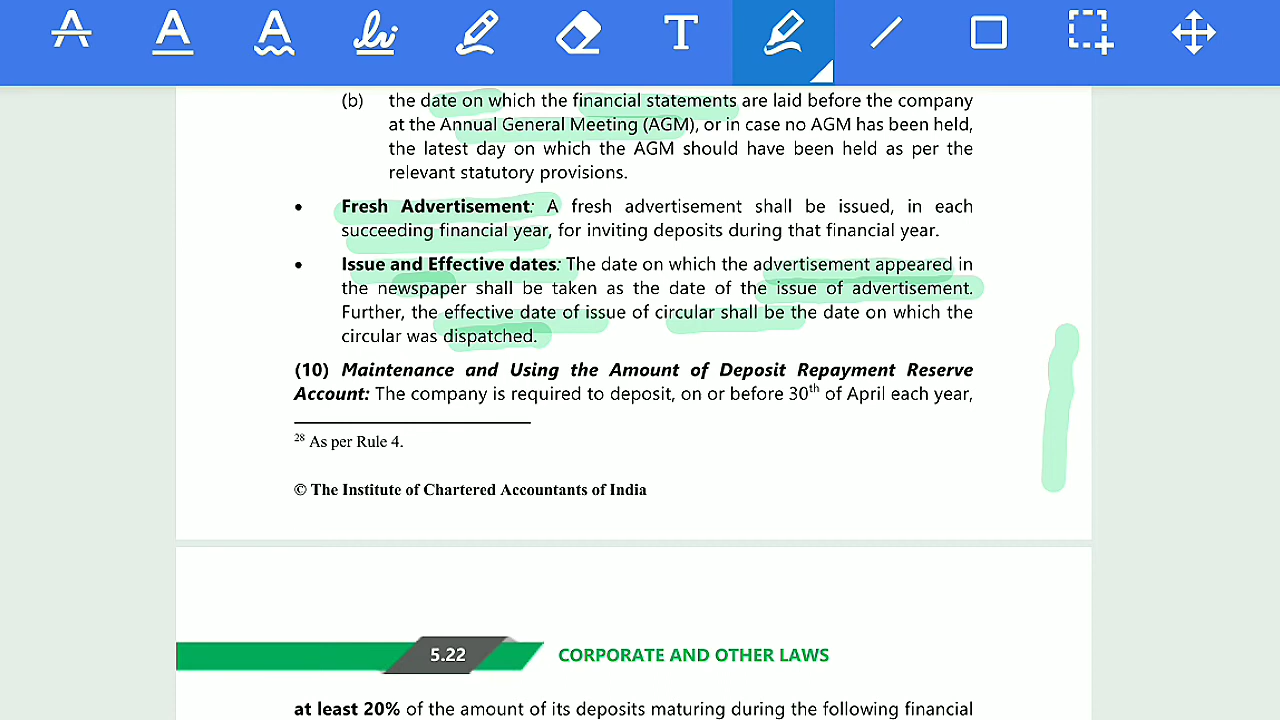 (b) the date on which the financial statements are laid before the company
at the Annual General Meeting (AGM), or in case no AGM has been held,
the latest day on which the AGM should have been held as per the
relevant statutory provisions.
• Fresh Advertisement: A fresh advertisement shall be issued, in each
succeeding financial year, for inviting deposits during that financial year.
• Issue and Effective dates: The date on which the advertisement appeared in
the newspaper shall be taken as the date of the issue of advertisement.
Further, the effective date of issue of circular shall be the date on which the
circular was dispatched.
(10) Maintenance and Using the Amount of Deposit Repayment Reserve
Account: The company is required to deposit, on or before 30th of April each year,
28 As per Rule 4.
© The Institute of Chartered Accountants of India
5.22 CORPORATE AND OTHER LAWS
at least 20% of the amount of its deposits maturing during the following financial